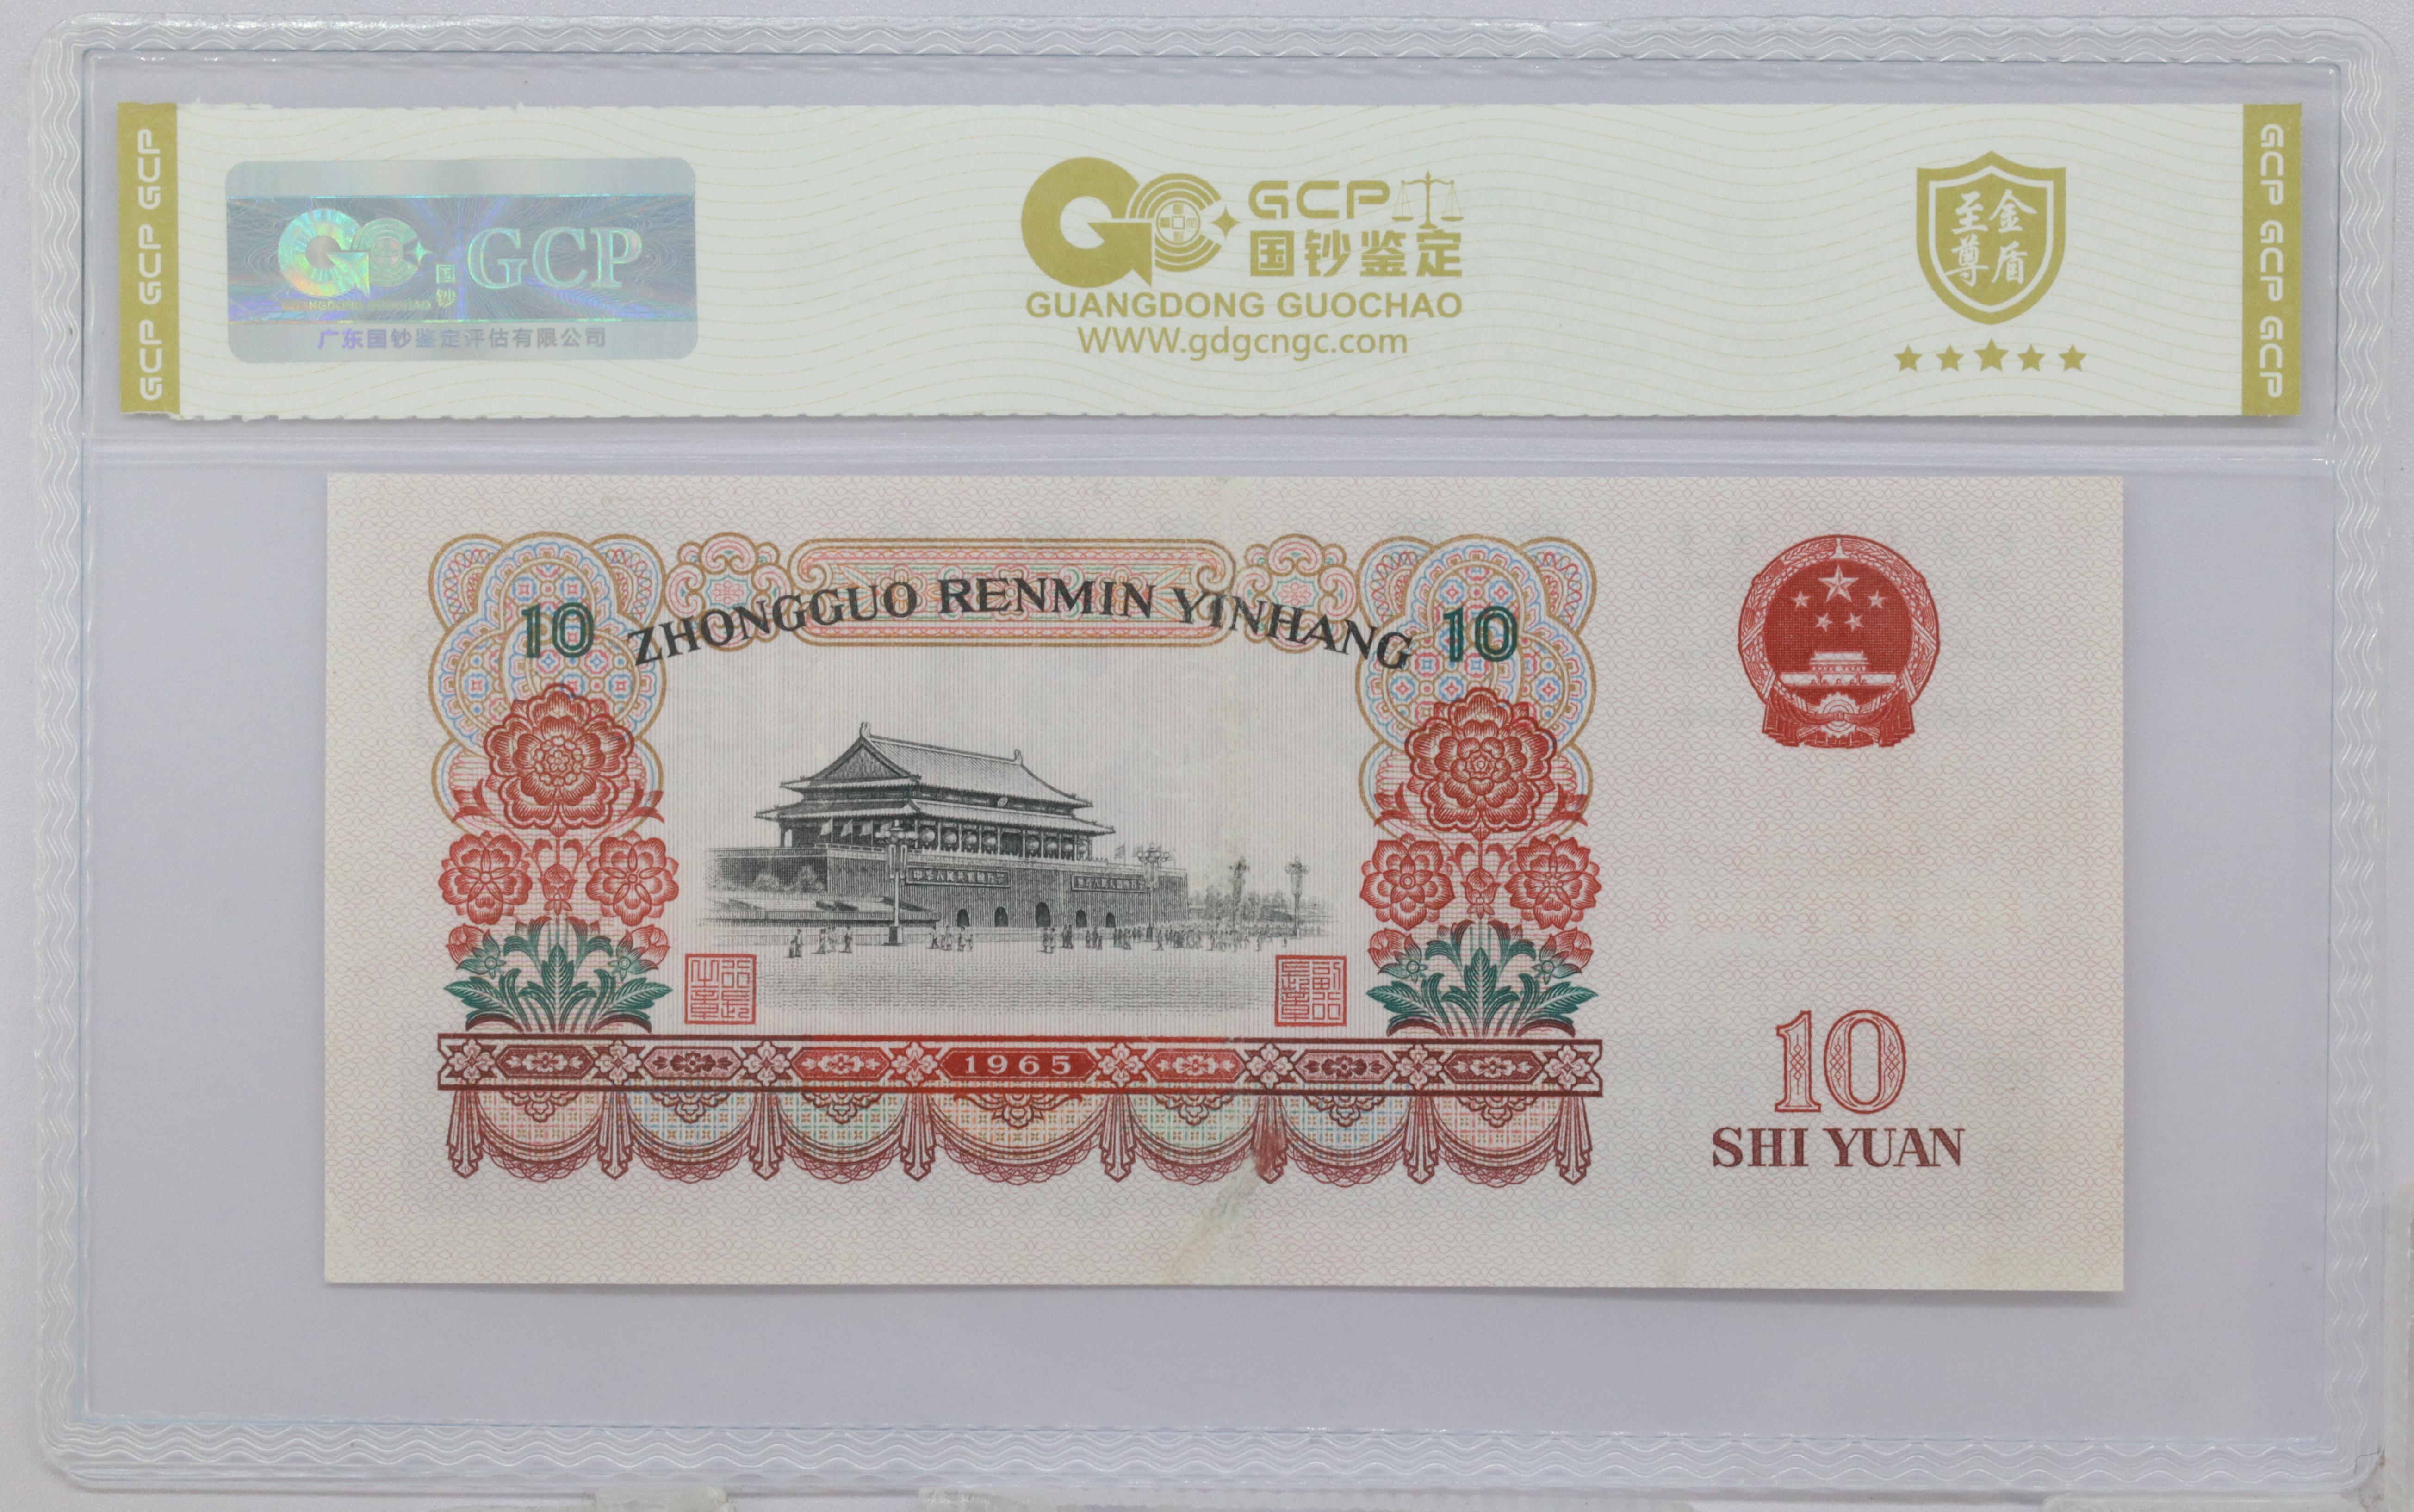 GCP GCP GCP
GCP
国钞
GUANGDONG GUOCHAO
广东国钞鉴定评估有限公司
GCP
国钞鉴定
GUANGDONG GUOCHAO
WWW.gdgcngc.com
至尊金盾
GCP GCP GCP
ZHONGGUO RENMIN YINHANG
10
10
1965
10
SHI YUAN